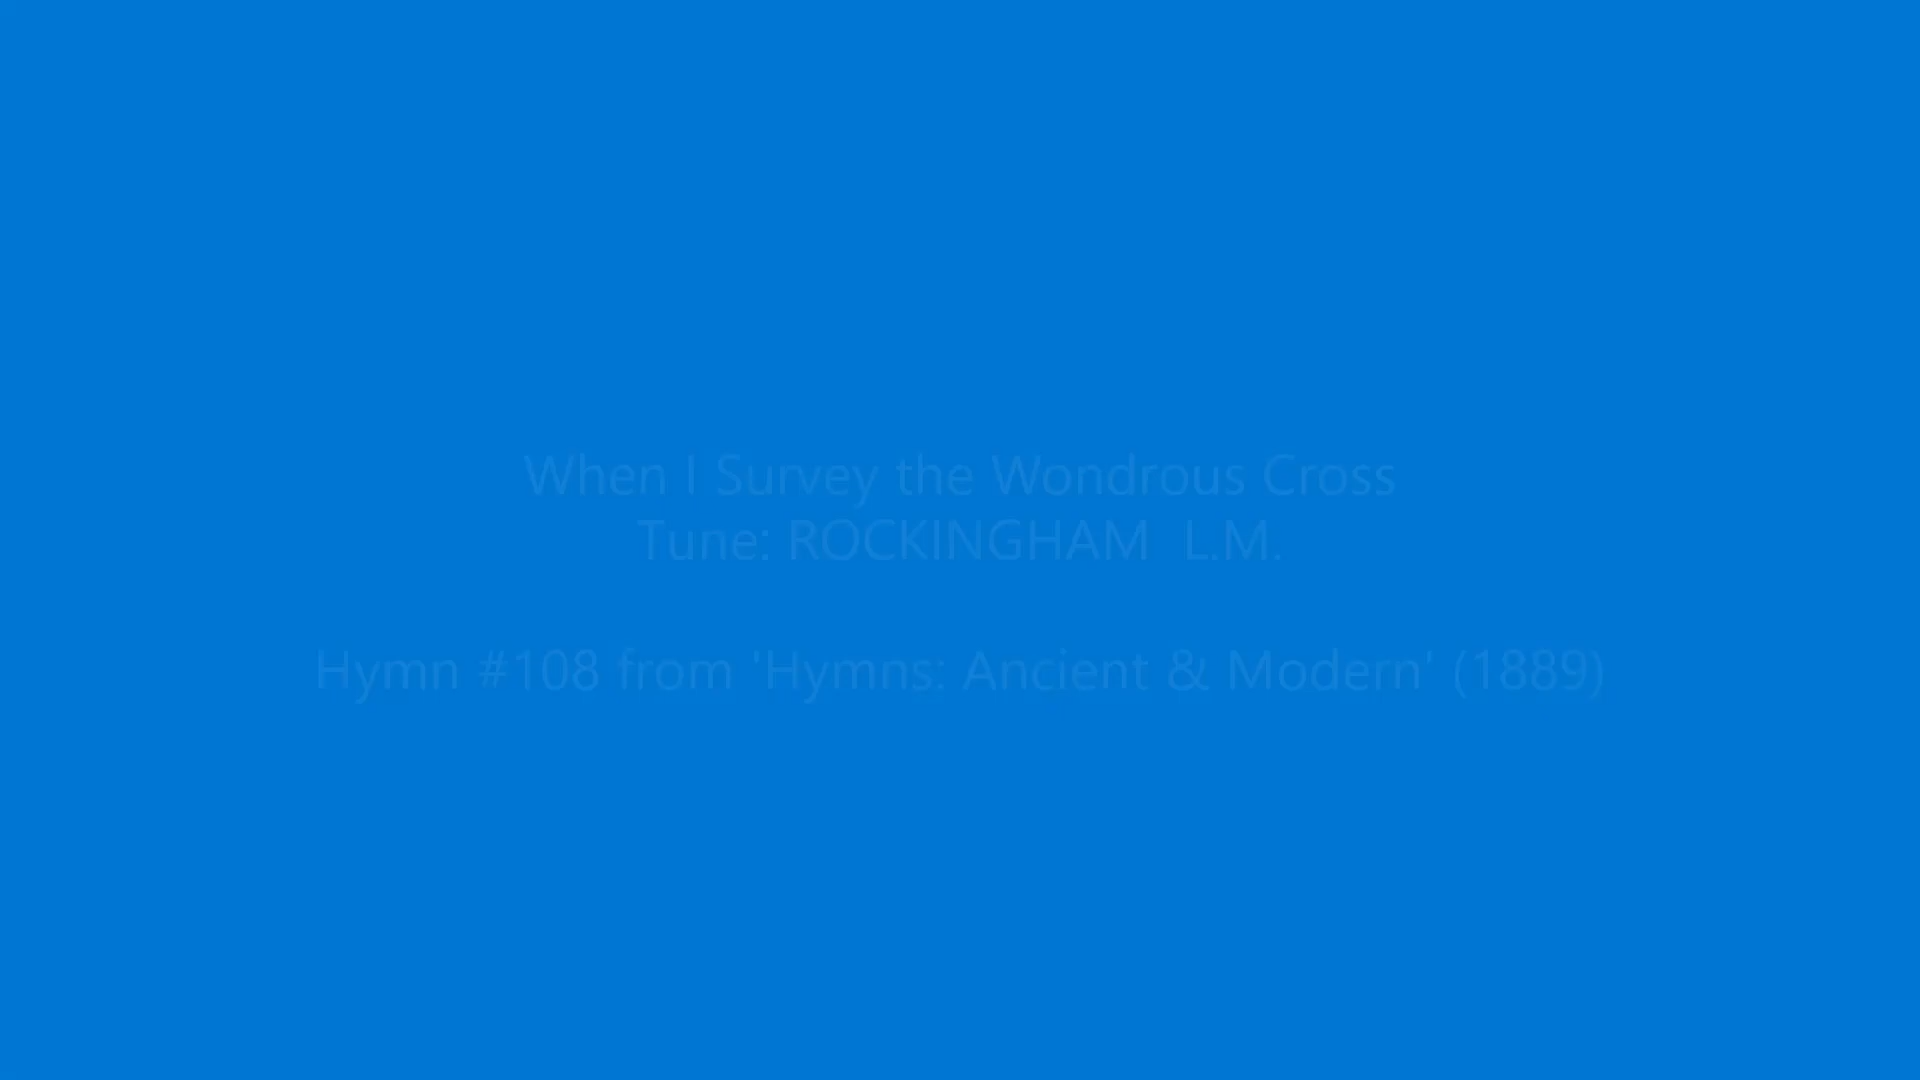 When I Survey the Wondrous Cross
Tune: ROCKINGHAM  L.M.
Hymn #108 from 'Hymns: Ancient & Modern' (1889)